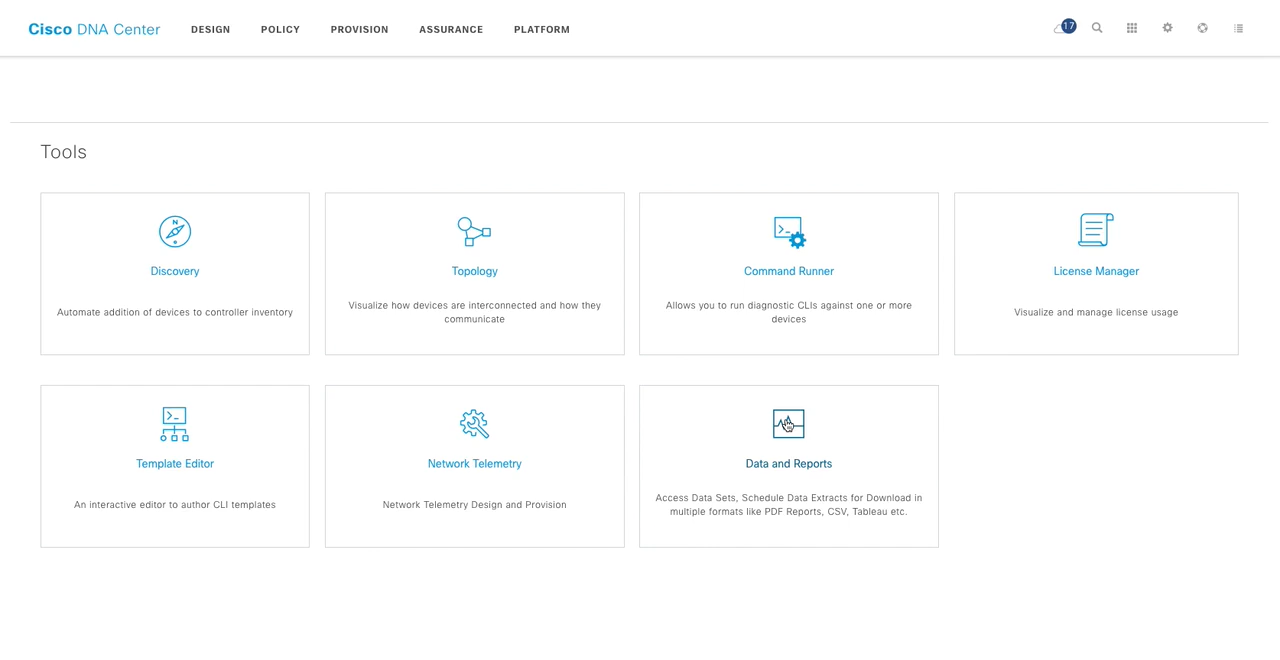 Cisco DNA Center
DESIGN
POLICY
PROVISION
ASSURANCE
PLATFORM
17
Tools
N
Discovery
Automate addition of devices to controller inventory
Topology
Visualize how devices are interconnected and how they
communicate
Command Runner
Allows you to run diagnostic CLIs against one or more
devices
License Manager
Visualize and manage license usage
Template Editor
An interactive editor to author CLI templates
Network Telemetry
Network Telemetry Design and Provision
Data and Reports
Access Data Sets, Schedule Data Extracts for Download in
multiple formats like PDF Reports, CSV, Tableau etc.